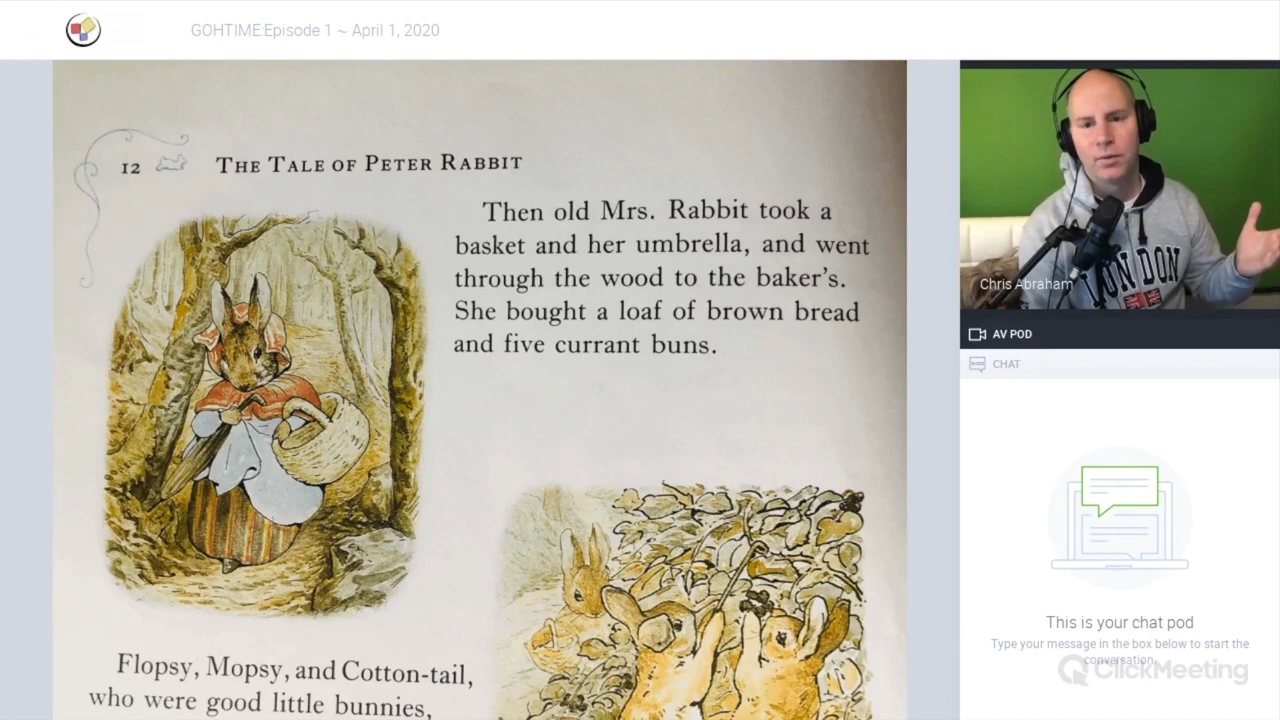 GOHTIME:Episode 1 ~ April 1, 2020
12 THE TALE OF PETER RABBIT
Then old Mrs. Rabbit took a
basket and her umbrella, and went
through the wood to the baker's.
She bought a loaf of brown bread
and five currant buns.
Flopsy, Mopsy, and Cotton-tail,
who were good little bunnies,
LONDON
Chris Abraham
AV POD
CHAT
This is your chat pod
Type your message in the box below to start the
conversation
ClickMeeting